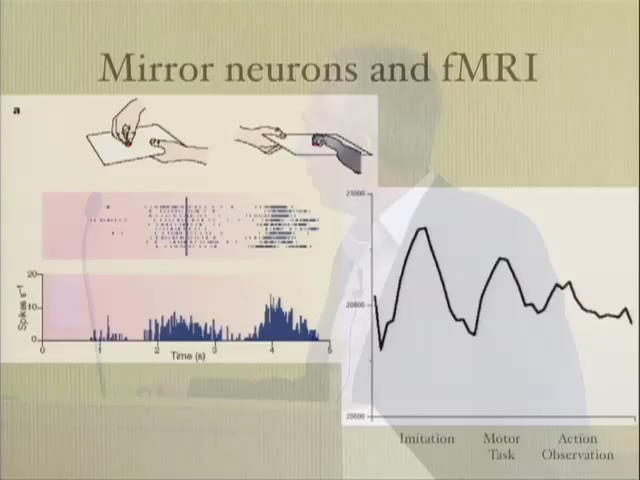 Mirror neurons and fMRI
a
20
10
0
Spikes s⁻¹
0
1
2
4
5
Time (s)
Imitation
Motor
Task
Action
Observation